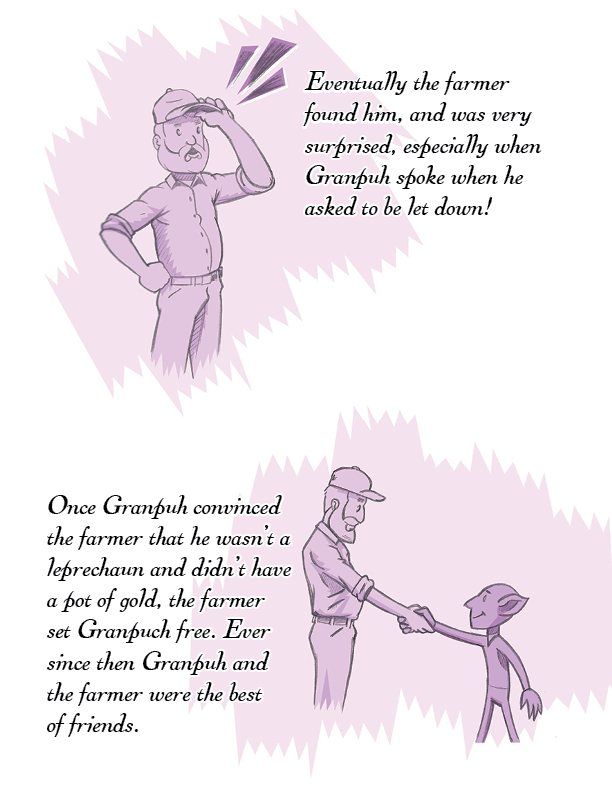 Eventually the farmer
found him, and was very
surprised, especially when
Granpuh spoke when he
asked to be let down!
Once Granpuh convinced
the farmer that he wasn't a
leprechaun and didn't have
a pot of gold, the farmer
set Granpuch free. Ever
since then Granpuh and
the farmer were the best
of friends.